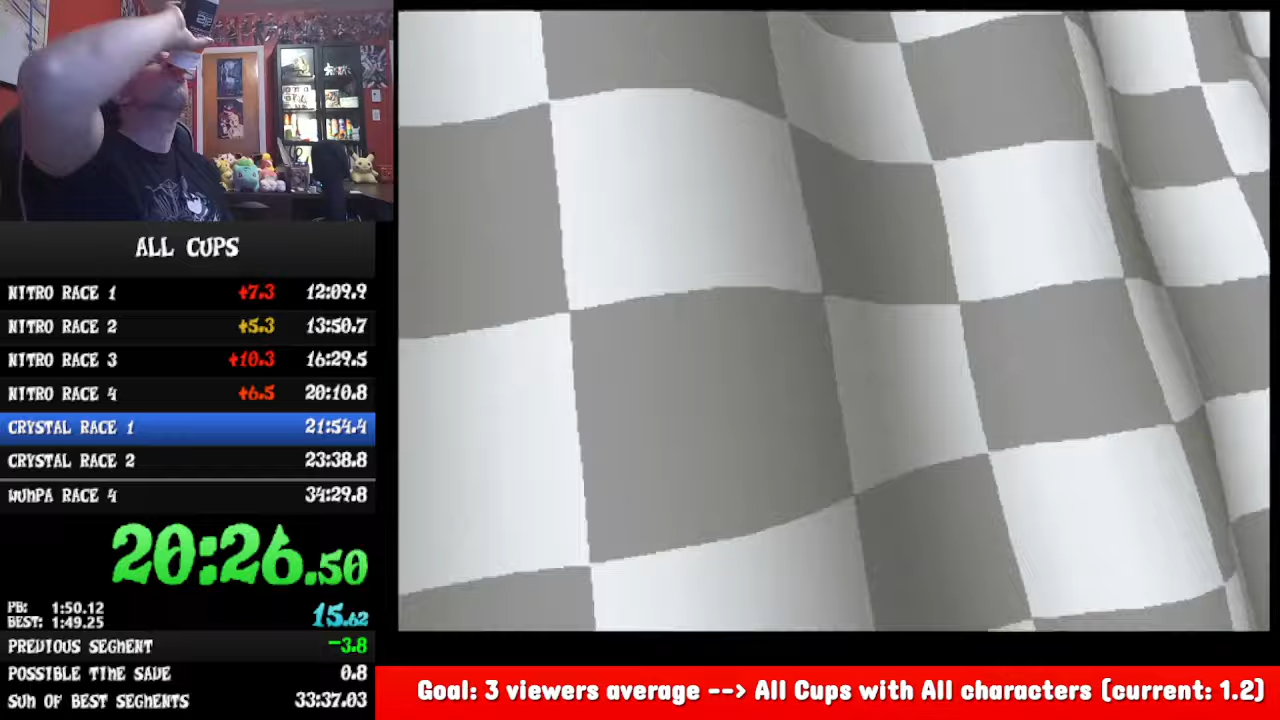 ALL CUPS
NITRO RACE 1 +7.3 12:09.9
NITRO RACE 2 +5.3 13:50.7
NITRO RACE 3 +10.3 16:29.5
NITRO RACE 4 +6.5 20:10.8
CRYSTAL RACE 1 21:54.4
CRYSTAL RACE 2 23:38.8
WUMPA RACE 4 34:29.8
20:26.50
PB: 1:50.12
BEST: 1:49.25
15.62
PREVIOUS SEGMENT -3.8
POSSIBLE TIME SAVE 0.8
SUM OF BEST SEGMENTS 33:37.03
Goal: 3 viewers average --> All Cups with All characters (current: 1.2)